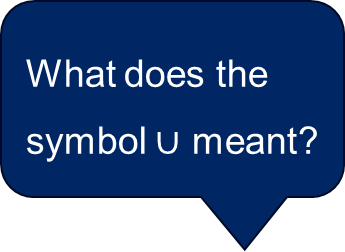 What does the
symbol ∪ meant?